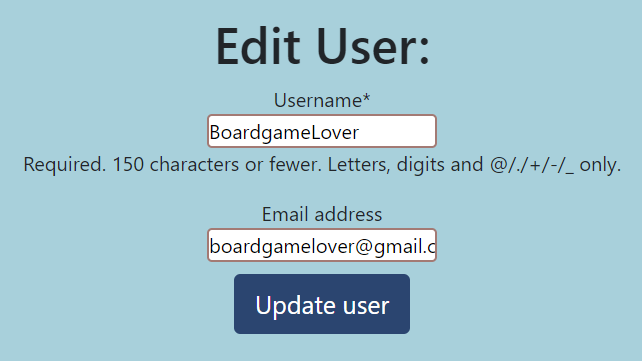 Edit User:
Username*
BoardgameLover
Required. 150 characters or fewer. Letters, digits and @/./+/-/_ only.
Email address
boardgamelover@gmail.c
Update user